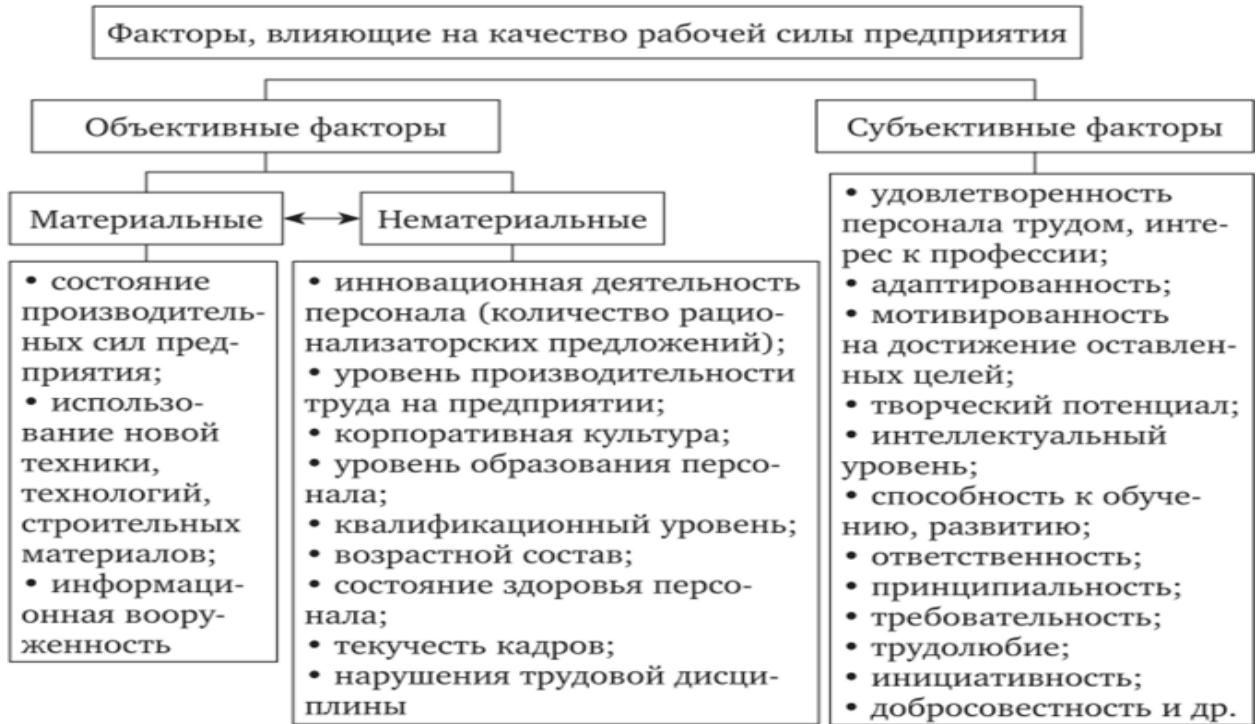 Факторы, влияющие на качество рабочей силы предприятия
Объективные факторы
Субъективные факторы
Материальные
Нематериальные
• состояние
производитель-
ных сил пред-
приятия;
• использо-
вание новой
техники,
технологий,
строительных
материалов;
• информаци-
онная воору-
женность
• инновационная деятельность
персонала (количество рацио-
нализаторских предложений);
• уровень производительности
труда на предприятии;
• корпоративная культура;
• уровень образования персо-
нала;
• квалификационный уровень;
• возрастной состав;
• состояние здоровья персо-
нала;
• текучесть кадров;
• нарушения трудовой дисци-
плины
• удовлетворенность
персонала трудом, инте-
рес к профессии;
• адаптированность;
• мотивированность
на достижение оставлен-
ных целей;
• творческий потенциал;
• интеллектуальный
уровень;
• способность к обуче-
нию, развитию;
• ответственность;
• принципиальность;
• требовательность;
• трудолюбие;
• инициативность;
• добросовестность и др.